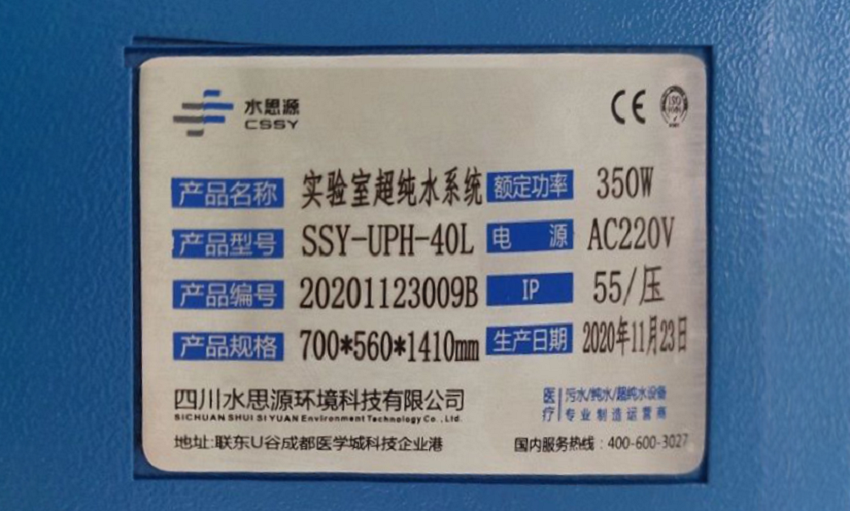 水思源
CSSY
CE ISO
产品名称 实验室超纯水系统 额定功率 350W
产品型号 SSY-UPH-40L 电源 AC220V
产品编号 20201123009B IP 55/压
产品规格 700*560*1410mm 生产日期 2020年11月23日
四川水思源环境科技有限公司
SICHUAN SHUI SI YUAN Environment Technology Co., Ltd.
医疗 污水/纯水/超纯水设备
专业制造运营商
地址:联东U谷成都医学城科技企业港 国内服务热线:400-600-3027